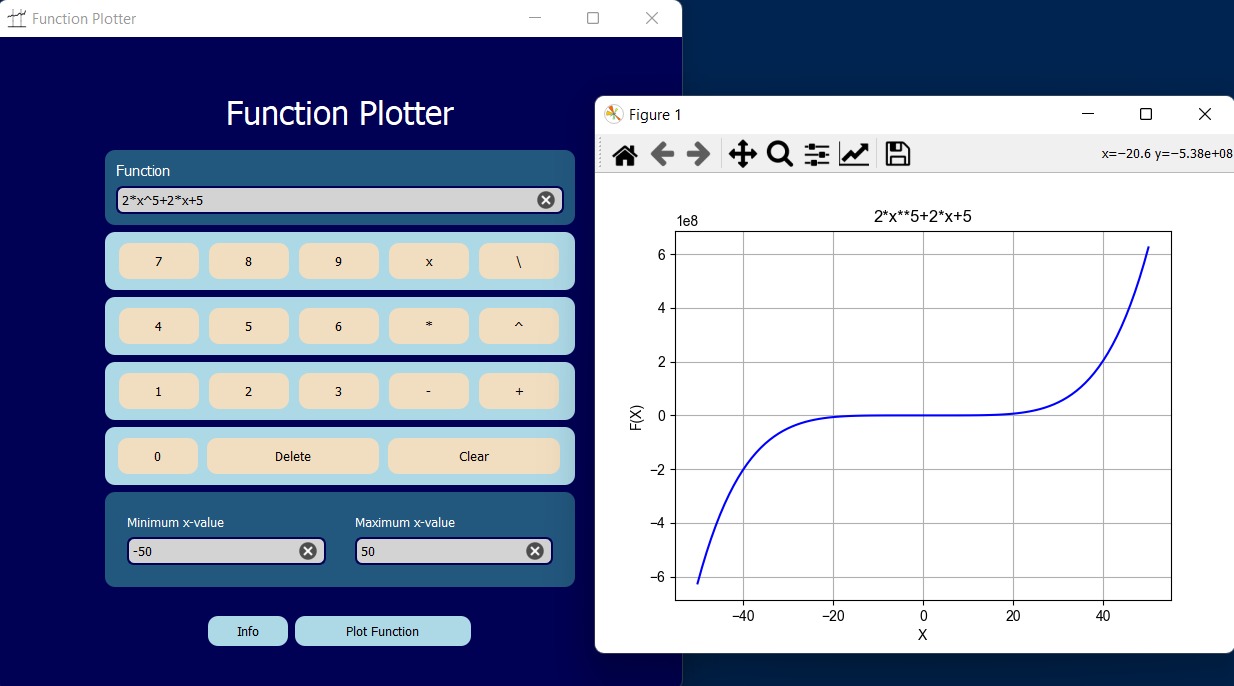 Function Plotter
Function Plotter
Function
2*x^5+2*x+5
7 8 9 x \
4 5 6 * ^
1 2 3 - +
0 Delete Clear
Minimum x-value Maximum x-value
-50 50
Info Plot Function
Figure 1
x=−20.6 y=−5.38e+08
2*x**5+2*x+5
1e8
6
4
2
0
−2
−4
−6
F(X)
−40 −20 0 20 40
X